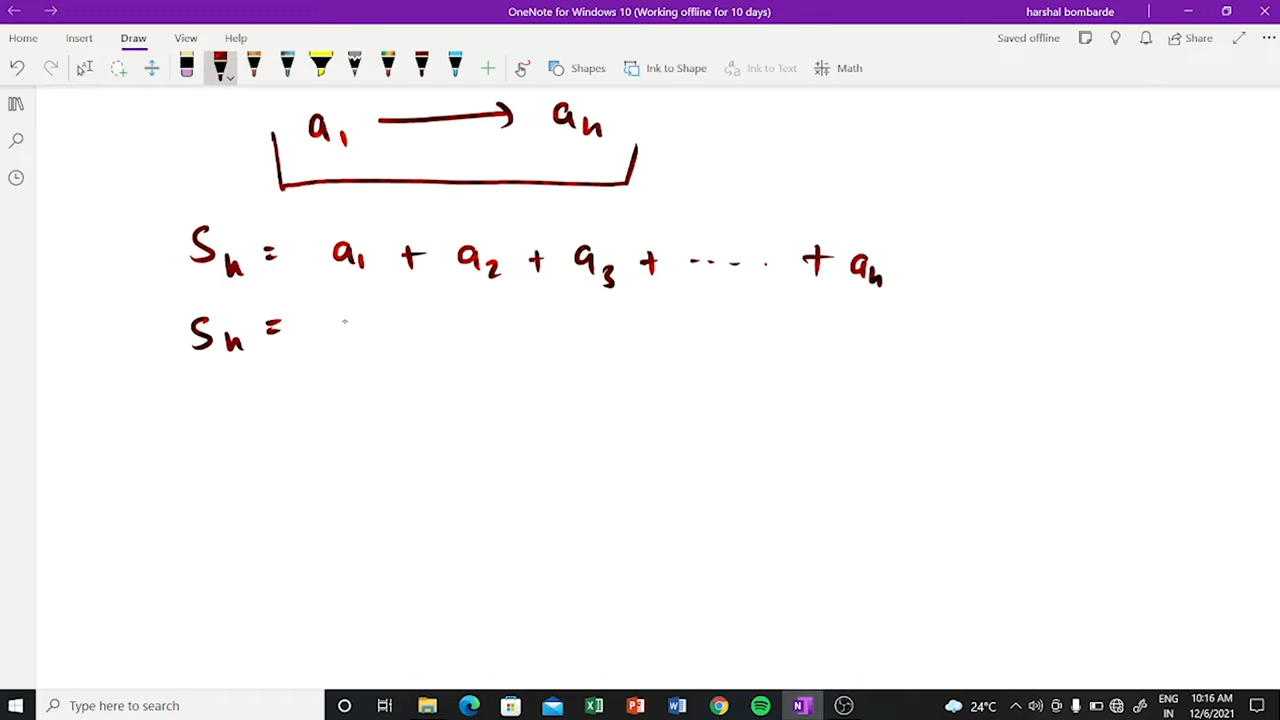 OneNote for Windows 10 (Working offline for 10 days)
harshal bombarde
Home Insert Draw View Help
Saved offline
Share
Shapes
Ink to Shape
Ink to Text
Math
a₁ ⟶ aₙ
Sₙ = a₁ + a₂ + a₃ + ..... + aₙ
Sₙ =
Type here to search
24°C
ENG
IN
10:16 AM
12/6/2021